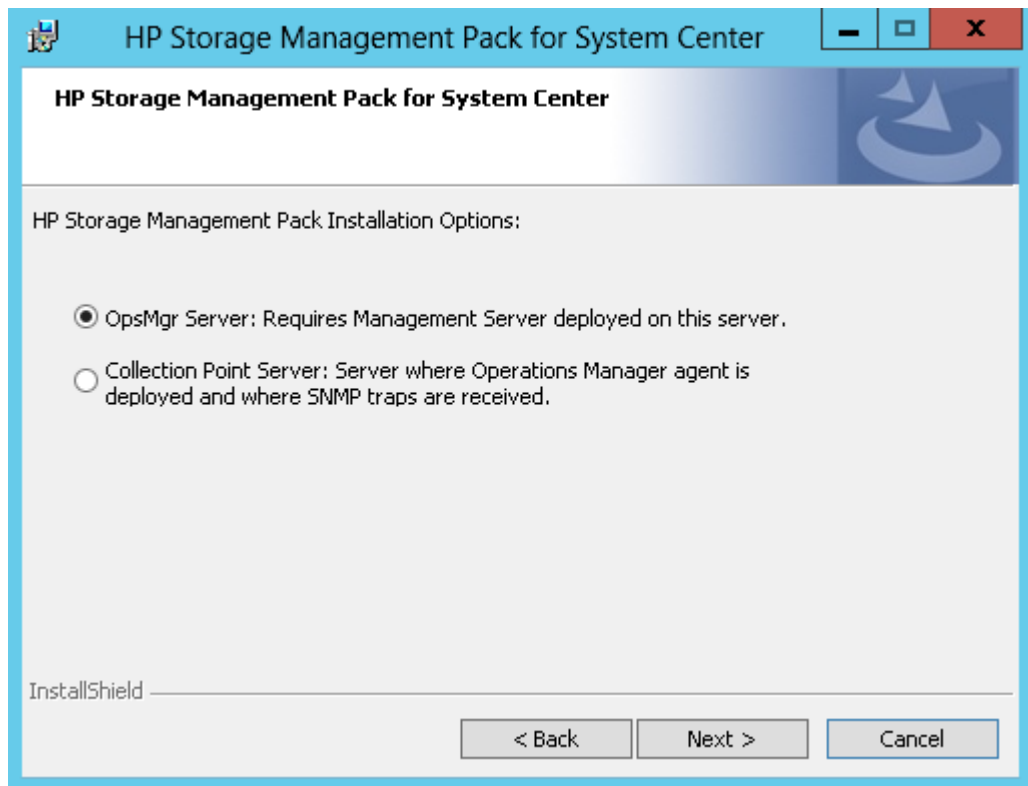 HP Storage Management Pack for System Center
HP Storage Management Pack for System Center
HP Storage Management Pack Installation Options:
OpsMgr Server: Requires Management Server deployed on this server.
Collection Point Server: Server where Operations Manager agent is
deployed and where SNMP traps are received.
InstallShield
< Back
Next >
Cancel